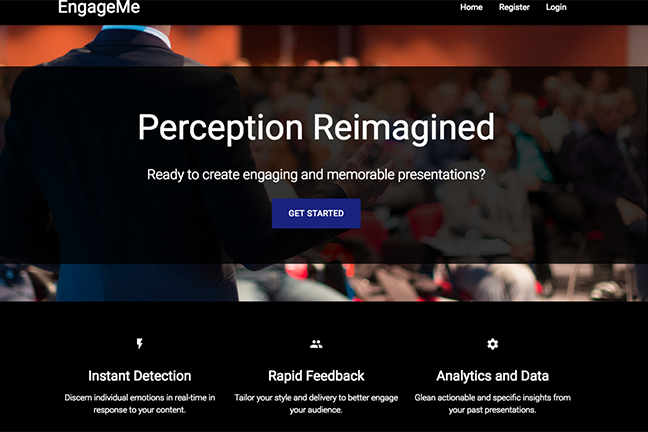 EngageMe
Home Register Login
Perception Reimagined
Ready to create engaging and memorable presentations?
GET STARTED
Instant Detection
Discern individual emotions in real-time in
response to your content.
Rapid Feedback
Tailor your style and delivery to better engage
your audience.
Analytics and Data
Glean actionable and specific insights from
your past presentations.